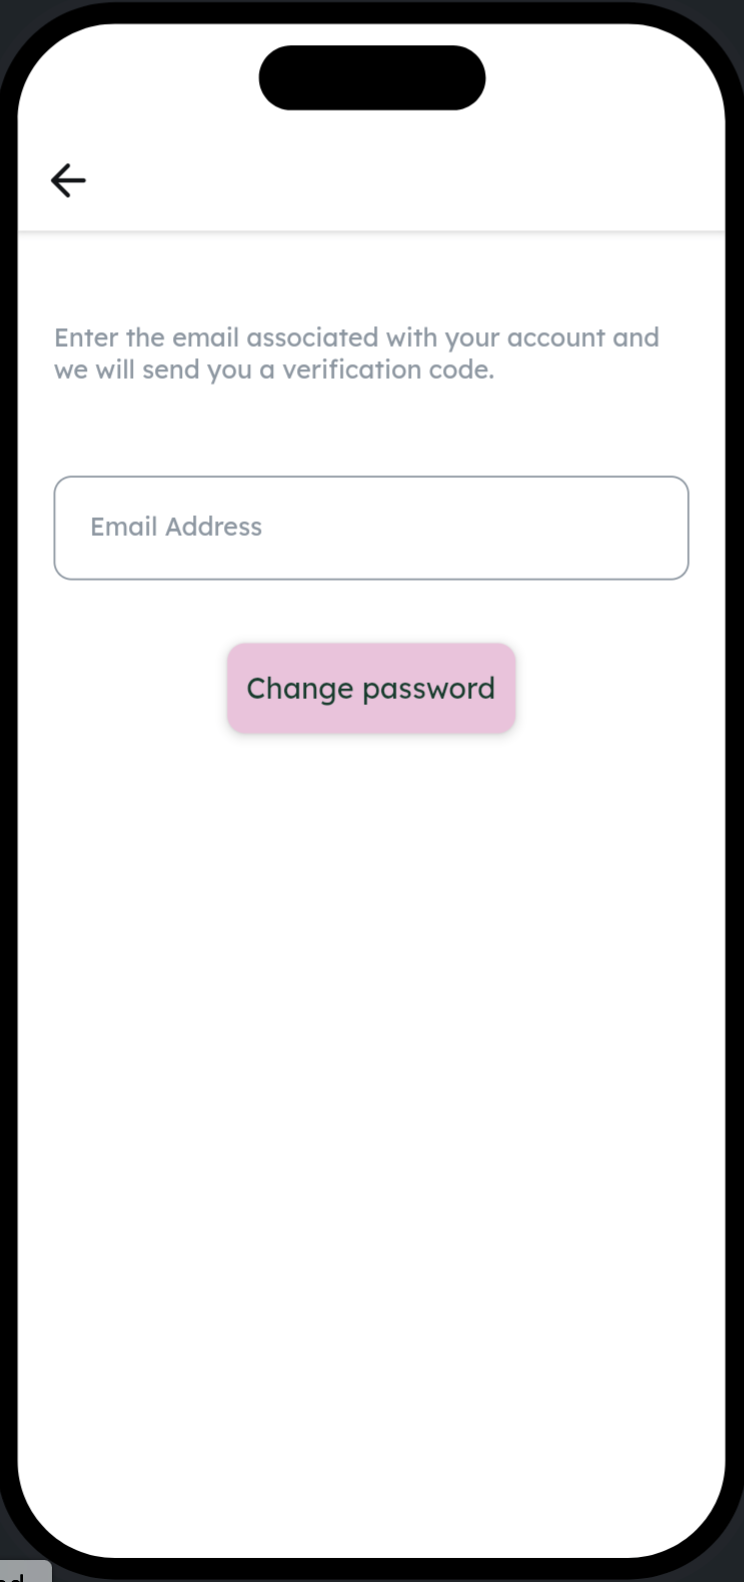 Enter the email associated with your account and
we will send you a verification code.
Email Address
Change password